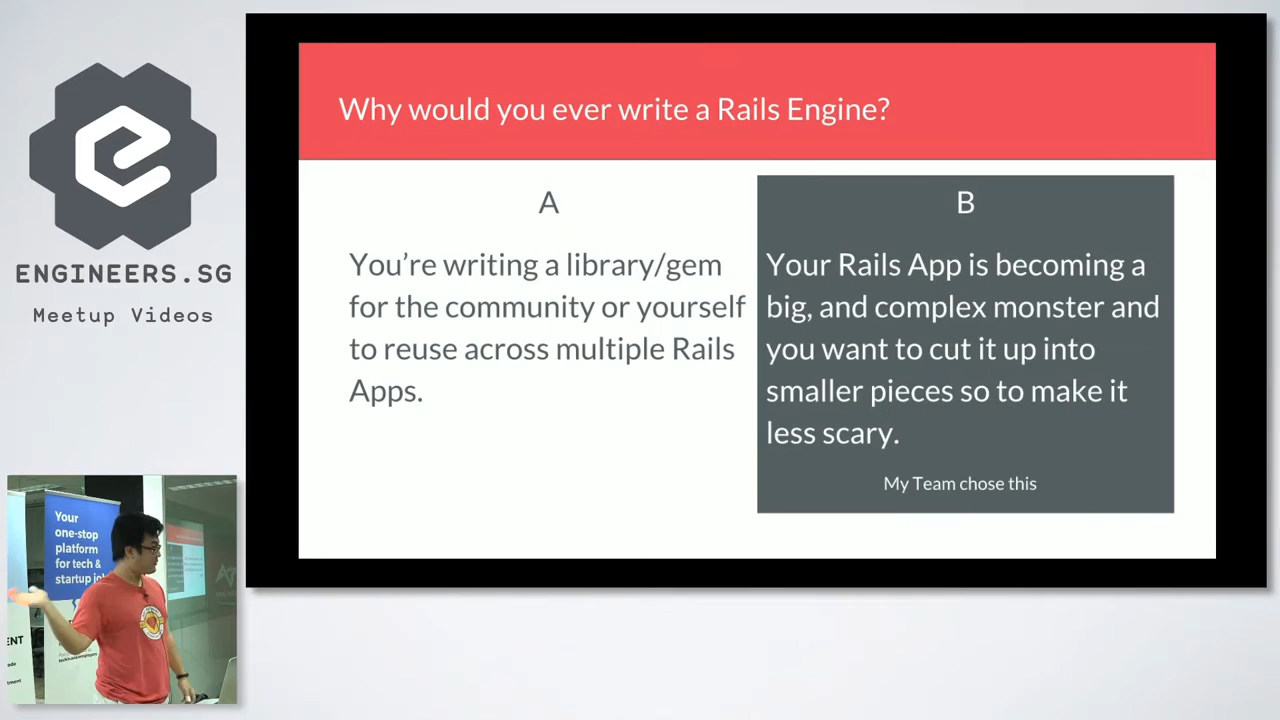 ENGINEERS.SG
Meetup Videos
Why would you ever write a Rails Engine?
A
You’re writing a library/gem
for the community or yourself
to reuse across multiple Rails
Apps.
B
Your Rails App is becoming a
big, and complex monster and
you want to cut it up into
smaller pieces so to make it
less scary.
My Team chose this
Your
one-stop
platform
for tech &
startup